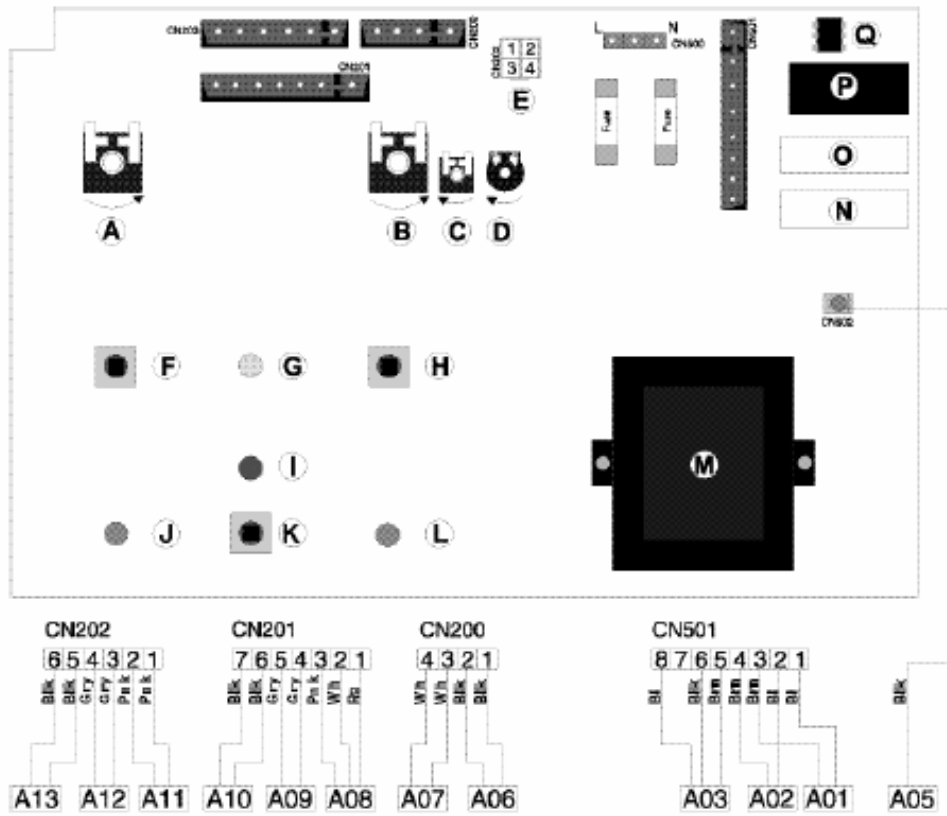 CN203 CN200 L N CN500 CN501 Q
CN201 CN202 1 2
3 4
E
Fuse Fuse
P
O
N
A B C D
CN502
F G H
I
M
J K L
CN202 CN201 CN200 CN501
6 5 4 3 2 1 7 6 5 4 3 2 1 4 3 2 1 8 7 6 5 4 3 2 1
Blk Blk Gry Gry Pnk Pnk Blk Blk Gry Gry Pnk Wh Wh Wh Blk Blk Bl Blk Brn Brn Bl Bl Blk
A13 A12 A11 A10 A09 A08 A07 A06 A03 A02 A01 A05